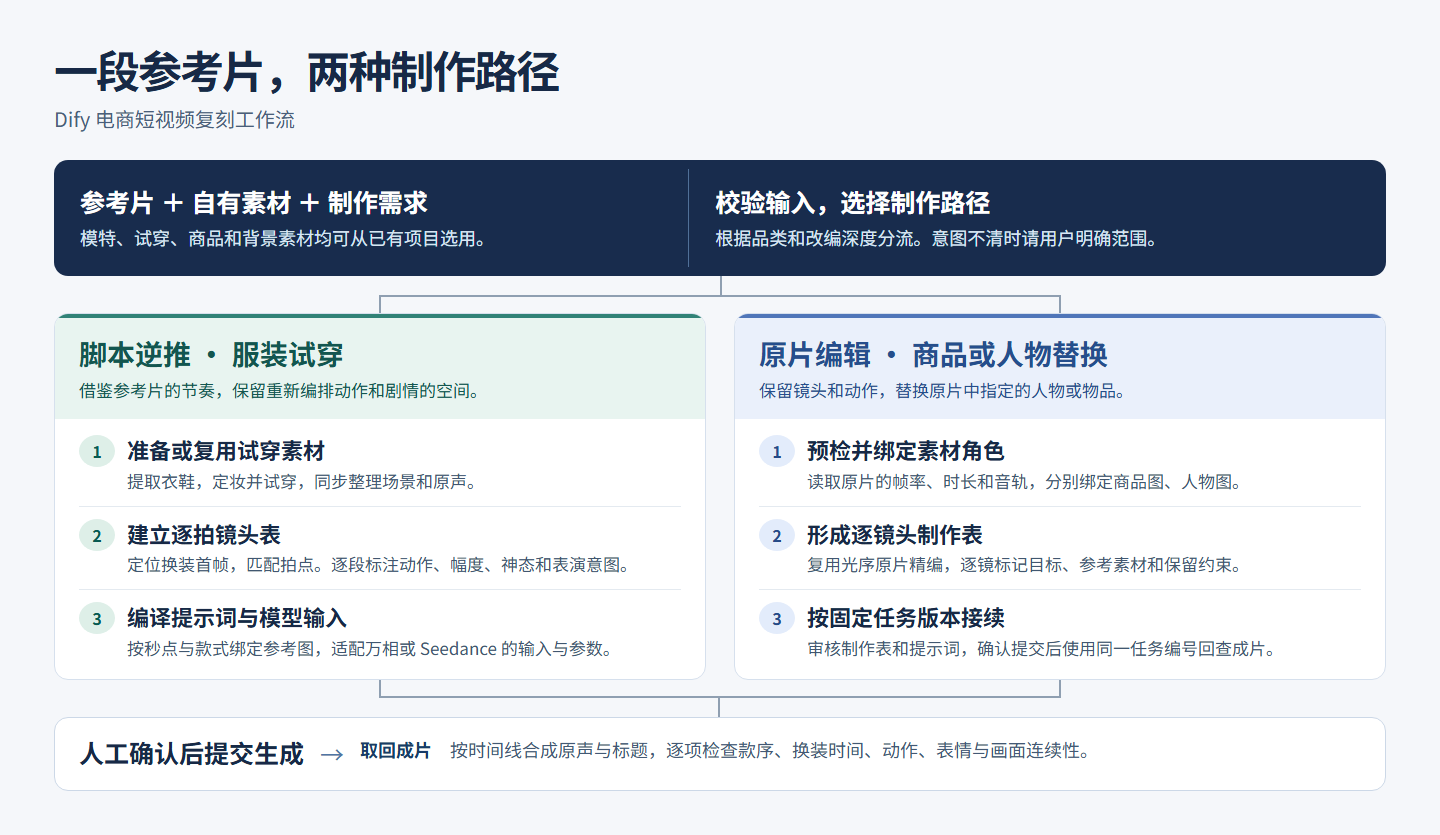 一段参考片，两种制作路径
Dify 电商短视频复刻工作流
参考片 + 自有素材 + 制作需求
模特、试穿、商品和背景素材均可从已有项目选用。
校验输入，选择制作路径
根据品类和改编深度分流。意图不清时请用户明确范围。
脚本逆推 · 服装试穿
借鉴参考片的节奏，保留重新编排动作和剧情的空间。
1 准备或复用试穿素材
提取衣鞋，定妆并试穿，同步整理场景和原声。
2 建立逐拍镜头表
定位换装首帧，匹配拍点。逐段标注动作、幅度、神态和表演意图。
3 编译提示词与模型输入
按秒点与款式绑定参考图，适配万相或 Seedance 的输入与参数。
原片编辑 · 商品或人物替换
保留镜头和动作，替换原片中指定的人物或物品。
1 预检并绑定素材角色
读取原片的帧率、时长和音轨，分别绑定商品图、人物图。
2 形成逐镜头制作表
复用光序原片精编，逐镜标记目标、参考素材和保留约束。
3 按固定任务版本接续
审核制作表和提示词，确认提交后使用同一任务编号回查成片。
人工确认后提交生成 → 取回成片 按时间线合成原声与标题，逐项检查款序、换装时间、动作、表情与画面连续性。